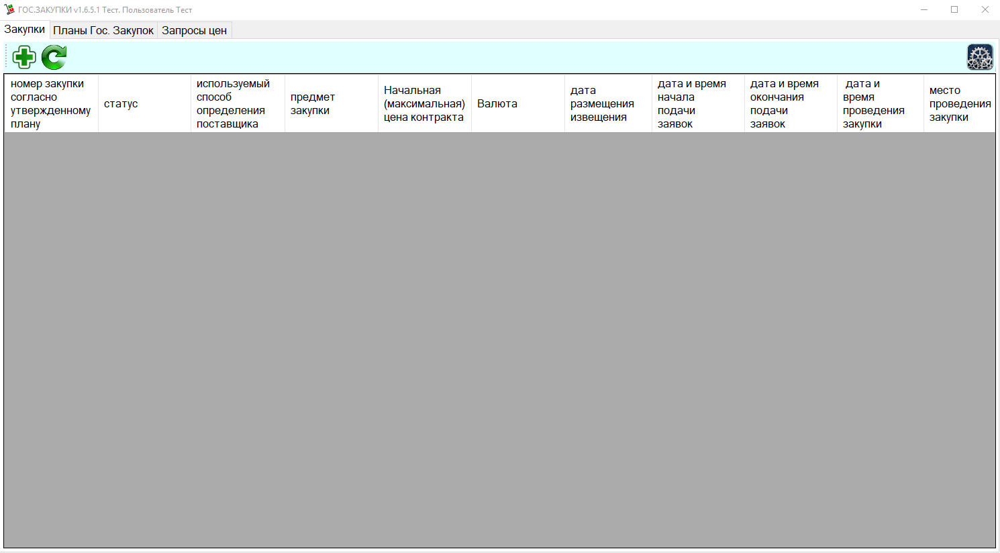 ГОС.ЗАКУПКИ v1.6.5.1 Тест. Пользователь Тест
Закупки
Планы Гос. Закупок
Запросы цен
номер закупки
согласно
утвержденному
плану
статус
используемый
способ
определения
поставщика
предмет
закупки
Начальная
(максимальная)
цена контракта
Валюта
дата
размещения
извещения
дата и время
начала
подачи
заявок
дата и время
окончания
подачи
заявок
дата и
время
проведения
закупки
место
проведения
закупки